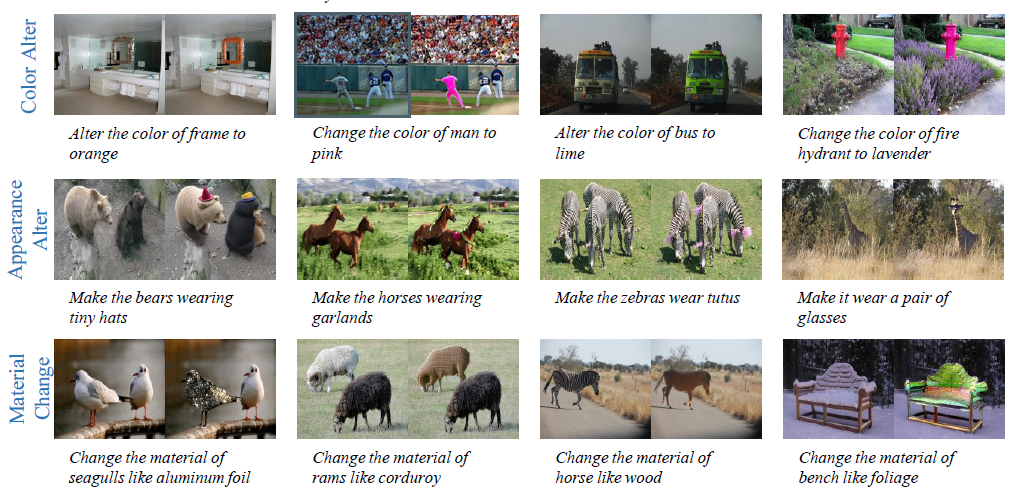 Color Alter
Alter the color of frame to
orange
Change the color of man to
pink
Alter the color of bus to
lime
Change the color of fire
hydrant to lavender
Appearance
Alter
Make the bears wearing
tiny hats
Make the horses wearing
garlands
Make the zebras wear tutus
Make it wear a pair of
glasses
Material
Change
Change the material of
seagulls like aluminum foil
Change the material of
rams like corduroy
Change the material of
horse like wood
Change the material of
bench like foliage